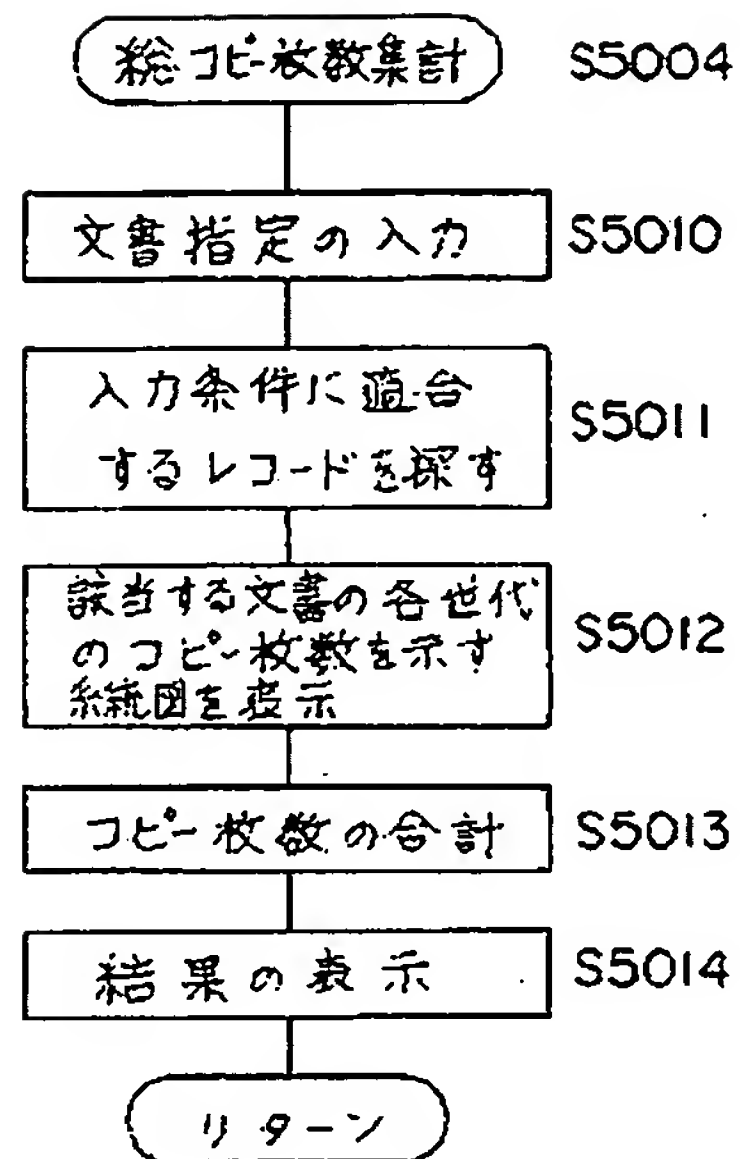 総コピー枚数集計 S5004
文書指定の入力 S5010
入力条件に適合
するレコードを探す S5011
該当する文書の各世代
のコピー枚数を示す S5012
系統図を表示
コピー枚数の合計 S5013
結果の表示 S5014
リターン